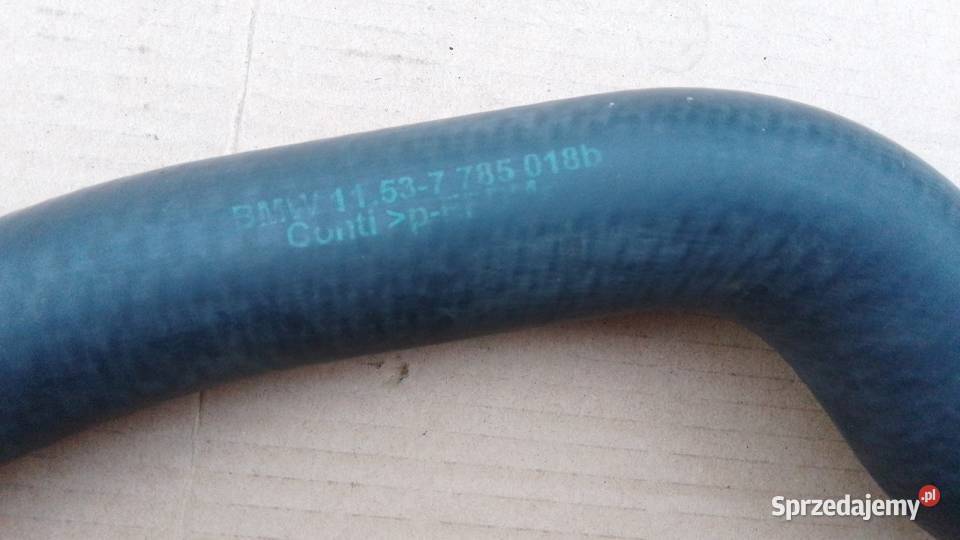 BMW 11.53-7 785 018b
Conti
Sprzedajemy.pl